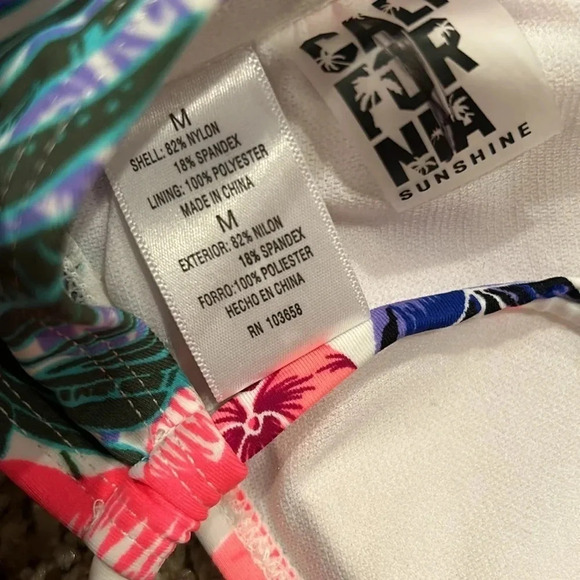 M
SHELL: 82% NYLON
18% SPANDEX
LINING: 100% POLYESTER
MADE IN CHINA
M
EXTERIOR: 82% NILON
18% SPANDEX
FORRO:100% POLIESTER
HECHO EN CHINA
RN 103658
CALI
FOR
NIA
SUNSHINE